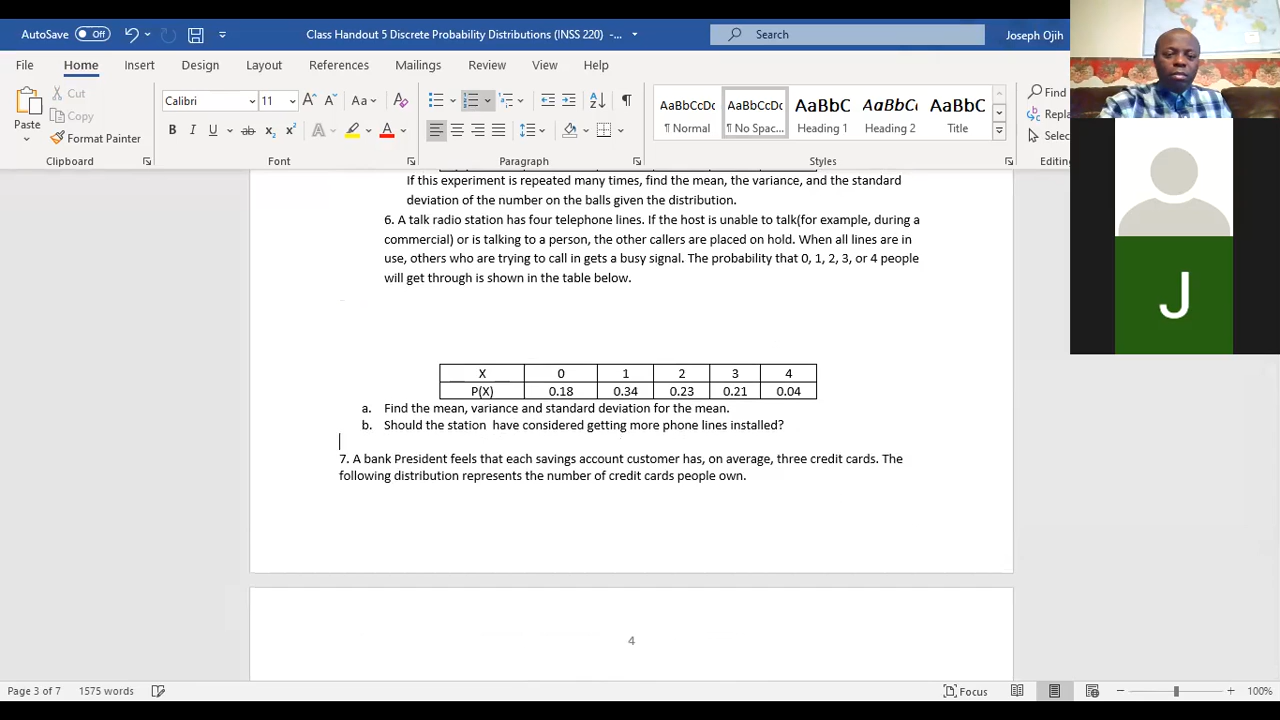 AutoSave Off
Class Handout 5 Discrete Probability Distributions (INSS 220) -...
Search
Joseph Ojih
File Home Insert Design Layout References Mailings Review View Help
Paste
Cut
Copy
Format Painter
Clipboard
Calibri 11
Aa
B I U ab x₂ x²
A A
Font
Paragraph
AaBbCcDc AaBbCcDc AaBbC AaBbCc AaBbC
¶ Normal ¶ No Spac... Heading 1 Heading 2 Title
Styles
Find
Repla
Selec
Editing
If this experiment is repeated many times, find the mean, the variance, and the standard
deviation of the number on the balls given the distribution.
6. A talk radio station has four telephone lines. If the host is unable to talk(for example, during a
commercial) or is talking to a person, the other callers are placed on hold. When all lines are in
use, others who are trying to call in gets a busy signal. The probability that 0, 1, 2, 3, or 4 people
will get through is shown in the table below.
X 0 1 2 3 4
P(X) 0.18 0.34 0.23 0.21 0.04
a. Find the mean, variance and standard deviation for the mean.
b. Should the station have considered getting more phone lines installed?
7. A bank President feels that each savings account customer has, on average, three credit cards. The
following distribution represents the number of credit cards people own.
4
J
Page 3 of 7 1575 words
Focus
100%